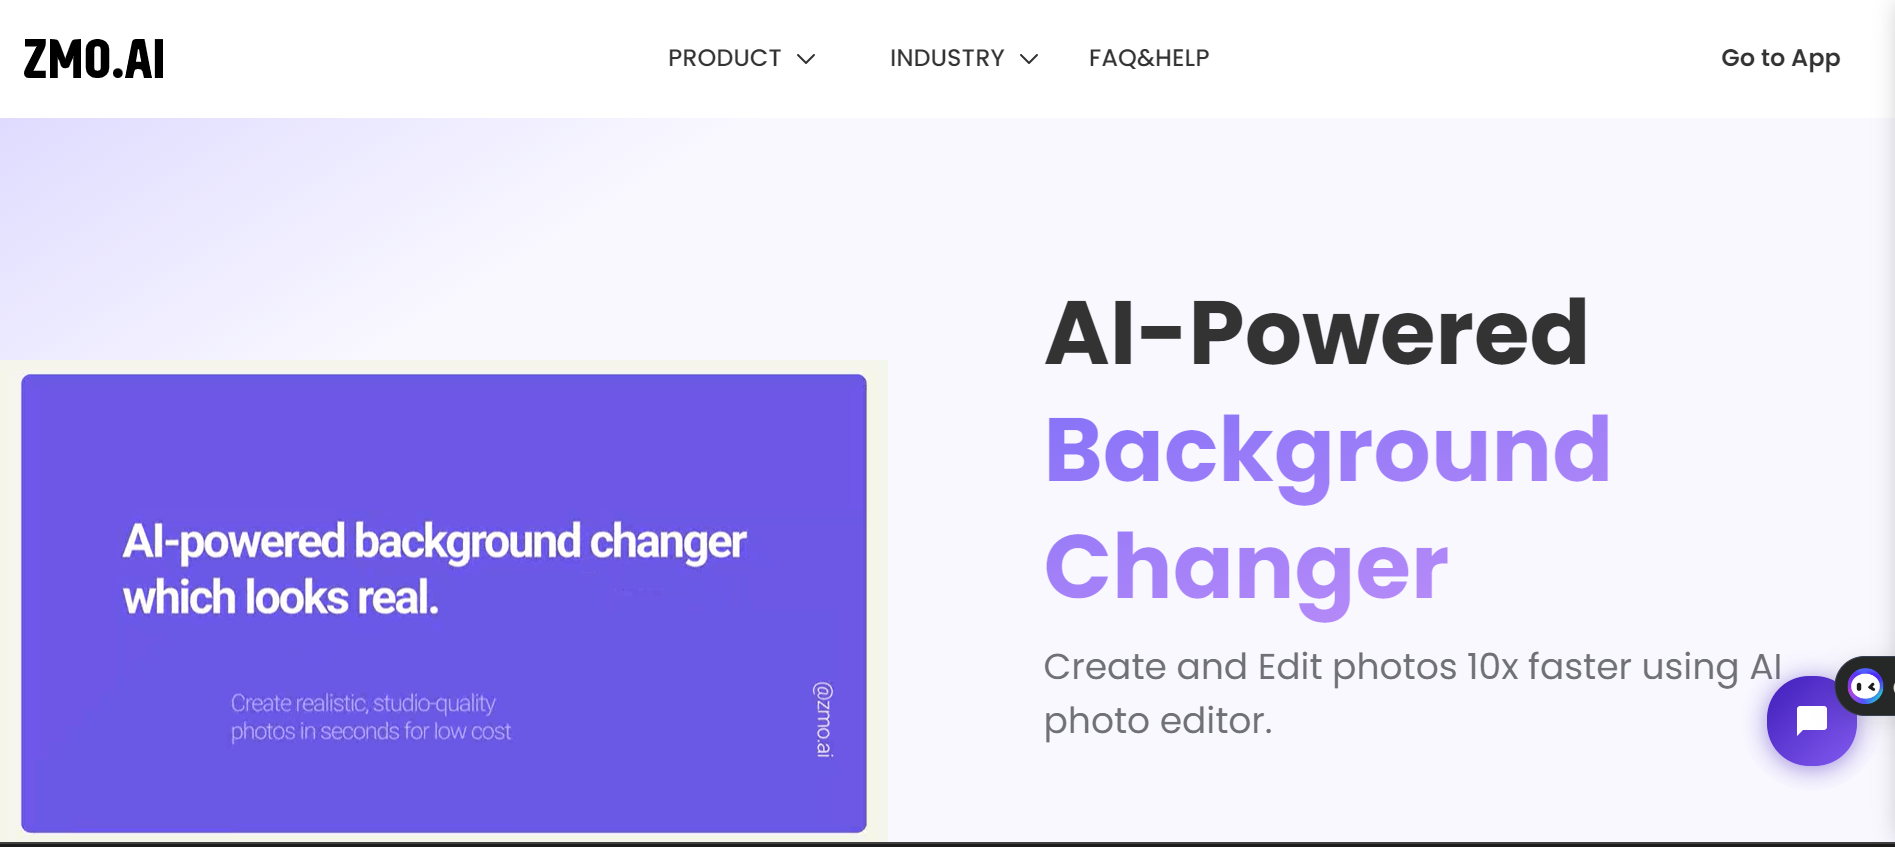 ZMO.AI
PRODUCT
INDUSTRY
FAQ&HELP
Go to App
AI-powered background changer
which looks real.
Create realistic, studio-quality
photos in seconds for low cost
@zmo.ai
AI-Powered
Background
Changer
Create and Edit photos 10x faster using AI
photo editor.